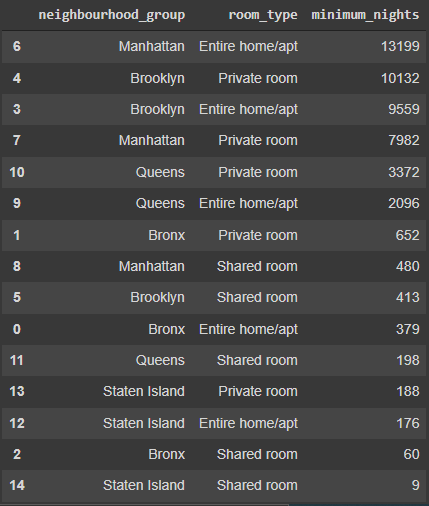 neighbourhood_group room_type minimum_nights
6 Manhattan Entire home/apt 13199
4 Brooklyn Private room 10132
3 Brooklyn Entire home/apt 9559
7 Manhattan Private room 7982
10 Queens Private room 3372
9 Queens Entire home/apt 2096
1 Bronx Private room 652
8 Manhattan Shared room 480
5 Brooklyn Shared room 413
0 Bronx Entire home/apt 379
11 Queens Shared room 198
13 Staten Island Private room 188
12 Staten Island Entire home/apt 176
2 Bronx Shared room 60
14 Staten Island Shared room 9